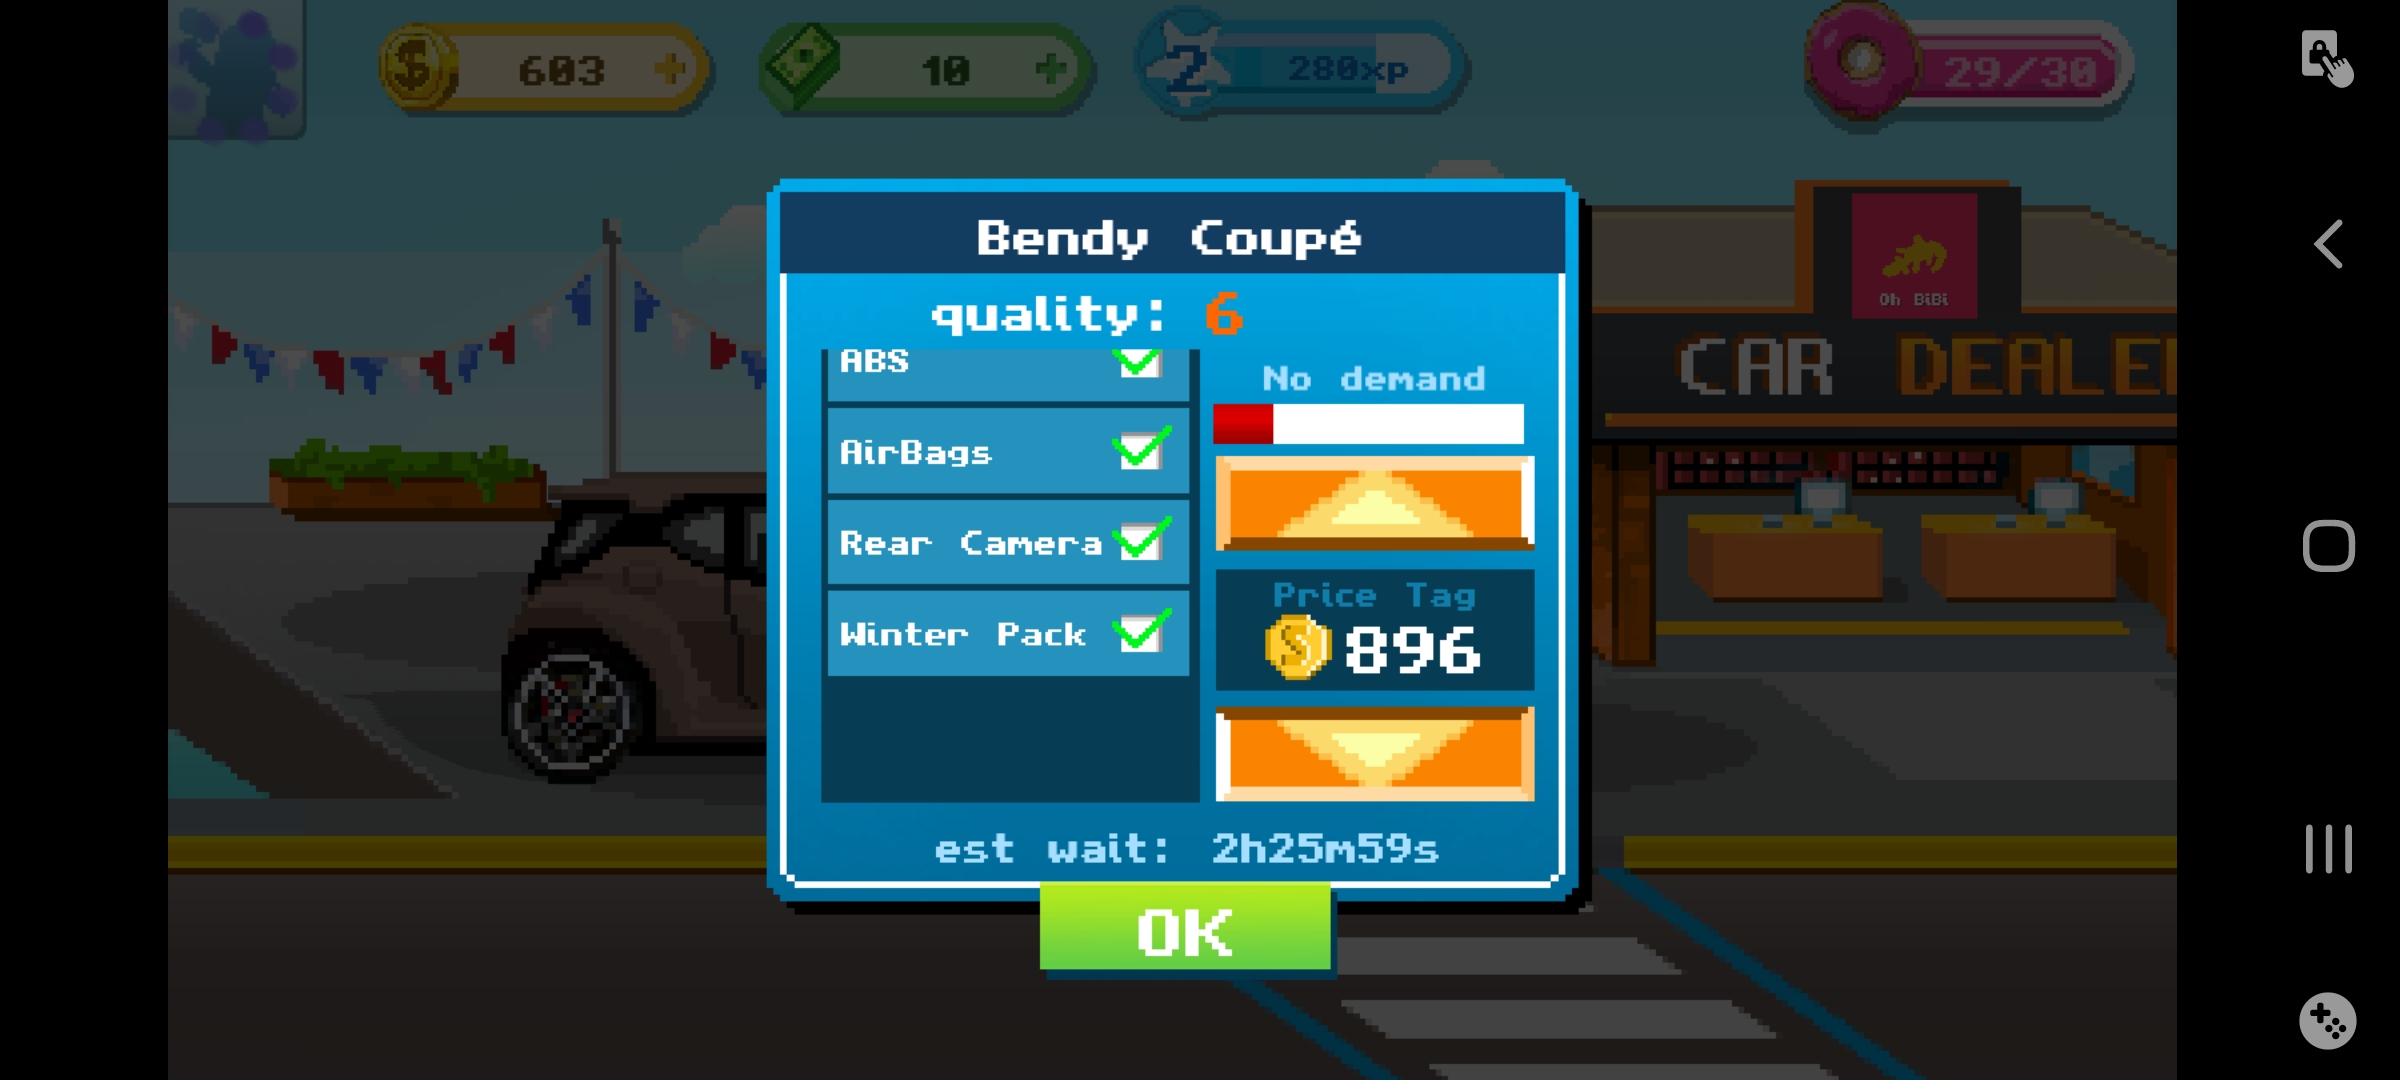 603
10
2
280xp
29/30
Bendy Coupé
quality: 6
ABS
AirBags
Rear Camera
Winter Pack
No demand
Price Tag
896
est wait: 2h25m59s
OK
Oh BiBi
CAR DEALE